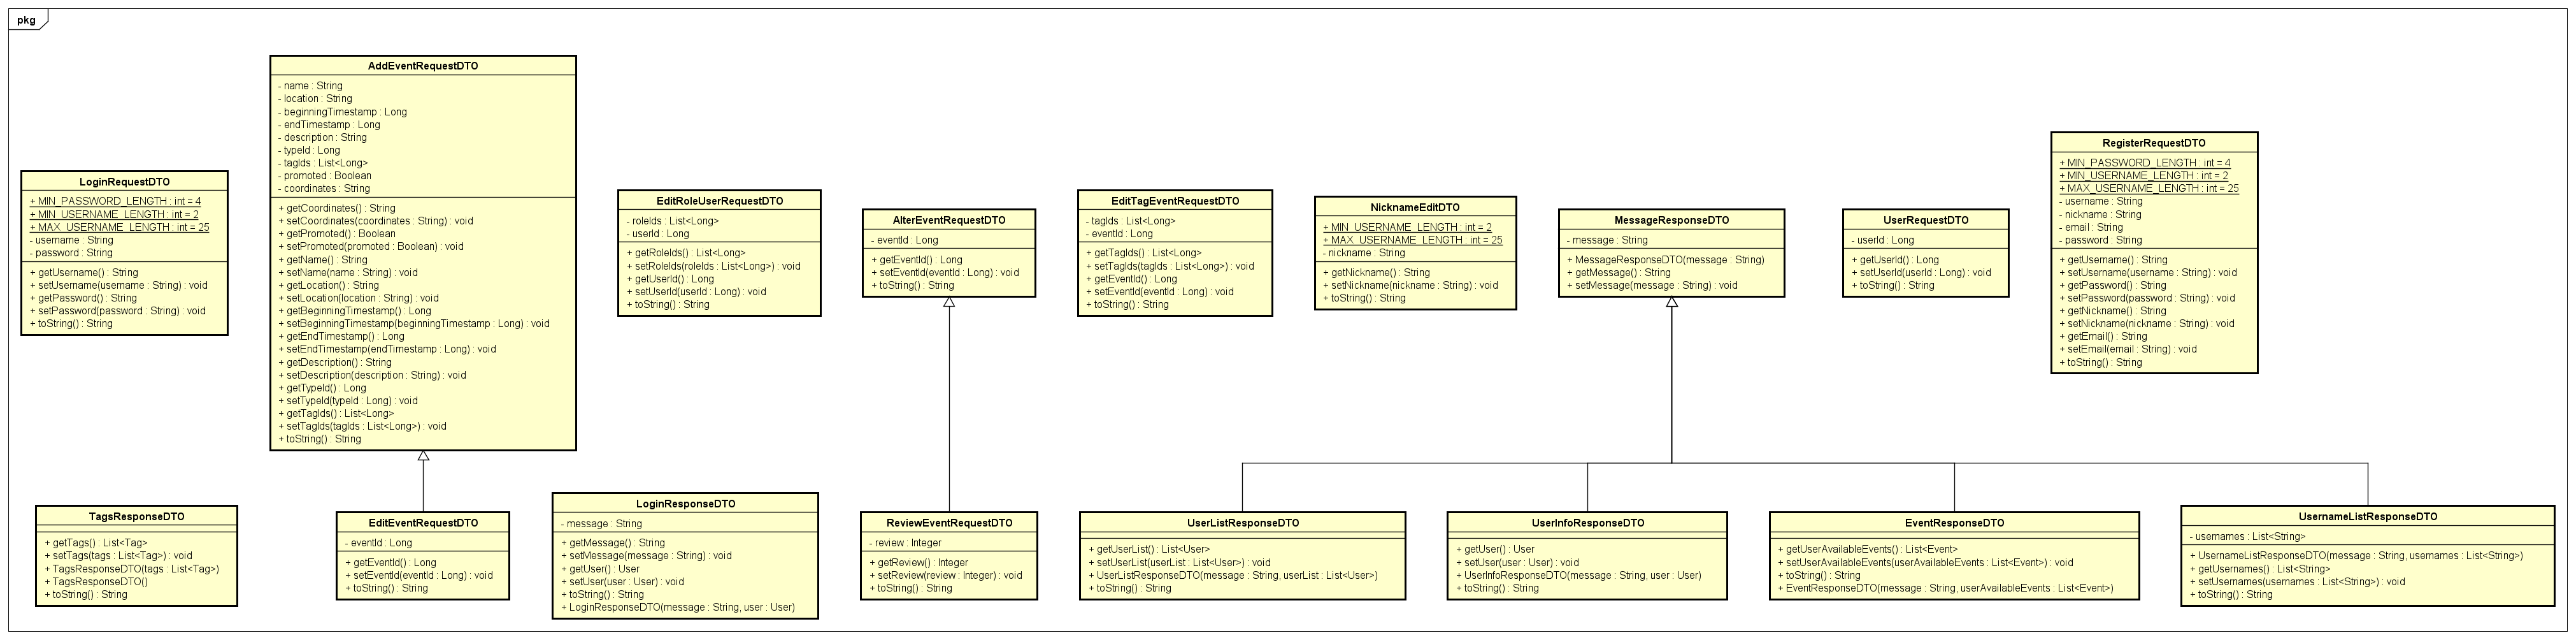 pkg
AddEventRequestDTO
- name : String
- location : String
- beginningTimestamp : Long
- endTimestamp : Long
- description : String
- typeId : Long
- tagIds : List<Long>
- promoted : Boolean
- coordinates : String
+ getCoordinates() : String
+ setCoordinates(coordinates : String) : void
+ getPromoted() : Boolean
+ setPromoted(promoted : Boolean) : void
+ getName() : String
+ setName(name : String) : void
+ getLocation() : String
+ setLocation(location : String) : void
+ getBeginningTimestamp() : Long
+ setBeginningTimestamp(beginningTimestamp : Long) : void
+ getEndTimestamp() : Long
+ setEndTimestamp(endTimestamp : Long) : void
+ getDescription() : String
+ setDescription(description : String) : void
+ getTypeId() : Long
+ setTypeId(typeId : Long) : void
+ getTagIds() : List<Long>
+ setTagIds(tagIds : List<Long>) : void
+ toString() : String
LoginRequestDTO
+ MIN_PASSWORD_LENGTH : int = 4
+ MIN_USERNAME_LENGTH : int = 2
+ MAX_USERNAME_LENGTH : int = 25
- username : String
- password : String
+ getUsername() : String
+ setUsername(username : String) : void
+ getPassword() : String
+ setPassword(password : String) : void
+ toString() : String
EditRoleUserRequestDTO
- roleIds : List<Long>
- userId : Long
+ getRoleIds() : List<Long>
+ setRoleIds(roleIds : List<Long>) : void
+ getUserId() : Long
+ setUserId(userId : Long) : void
+ toString() : String
AlterEventRequestDTO
- eventId : Long
+ getEventId() : Long
+ setEventId(eventId : Long) : void
+ toString() : String
EditTagEventRequestDTO
- tagIds : List<Long>
- eventId : Long
+ getTagIds() : List<Long>
+ setTagIds(tagIds : List<Long>) : void
+ getEventId() : Long
+ setEventId(eventId : Long) : void
+ toString() : String
NicknameEditDTO
+ MIN_USERNAME_LENGTH : int = 2
+ MAX_USERNAME_LENGTH : int = 25
- nickname : String
+ getNickname() : String
+ setNickname(nickname : String) : void
+ toString() : String
MessageResponseDTO
- message : String
+ MessageResponseDTO(message : String)
+ getMessage() : String
+ setMessage(message : String) : void
UserRequestDTO
- userId : Long
+ getUserId() : Long
+ setUserId(userId : Long) : void
+ toString() : String
RegisterRequestDTO
+ MIN_PASSWORD_LENGTH : int = 4
+ MIN_USERNAME_LENGTH : int = 2
+ MAX_USERNAME_LENGTH : int = 25
- username : String
- nickname : String
- email : String
- password : String
+ getUsername() : String
+ setUsername(username : String) : void
+ getPassword() : String
+ setPassword(password : String) : void
+ getNickname() : String
+ setNickname(nickname : String) : void
+ getEmail() : String
+ setEmail(email : String) : void
+ toString() : String
TagsResponseDTO
+ getTags() : List<Tag>
+ setTags(tags : List<Tag>) : void
+ TagsResponseDTO(tags : List<Tag>)
+ TagsResponseDTO()
+ toString() : String
EditEventRequestDTO
- eventId : Long
+ getEventId() : Long
+ setEventId(eventId : Long) : void
+ toString() : String
LoginResponseDTO
- message : String
+ getMessage() : String
+ setMessage(message : String) : void
+ getUser() : User
+ setUser(user : User) : void
+ toString() : String
+ LoginResponseDTO(message : String, user : User)
ReviewEventRequestDTO
- review : Integer
+ getReview() : Integer
+ setReview(review : Integer) : void
+ toString() : String
UserListResponseDTO
+ getUserList() : List<User>
+ setUserList(userList : List<User>) : void
+ UserListResponseDTO(message : String, userList : List<User>)
+ toString() : String
UserInfoResponseDTO
+ getUser() : User
+ setUser(user : User) : void
+ UserInfoResponseDTO(message : String, user : User)
+ toString() : String
EventResponseDTO
+ getUserAvailableEvents() : List<Event>
+ setUserAvailableEvents(userAvailableEvents : List<Event>) : void
+ toString() : String
+ EventResponseDTO(message : String, userAvailableEvents : List<Event>)
UsernameListResponseDTO
- usernames : List<String>
+ UsernameListResponseDTO(message : String, usernames : List<String>)
+ getUsernames() : List<String>
+ setUsernames(usernames : List<String>) : void
+ toString() : String